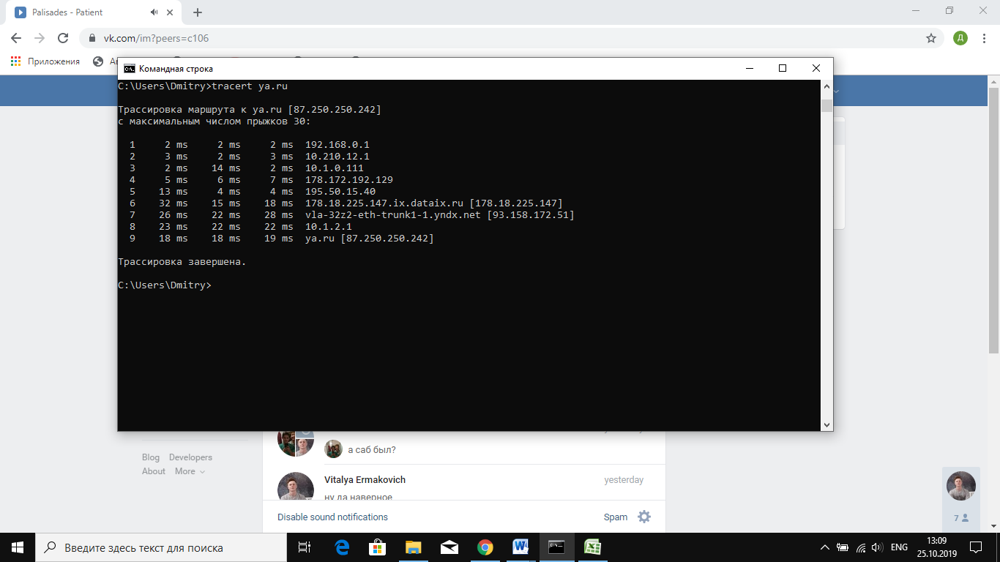 Palisades - Patient
vk.com/im?peers=c106
Д
Приложения
Командная строка
C:\Users\Dmitry>tracert ya.ru
Трассировка маршрута к ya.ru [87.250.250.242]
с максимальным числом прыжков 30:
1 2 ms 2 ms 2 ms 192.168.0.1
2 3 ms 2 ms 3 ms 10.210.12.1
3 2 ms 14 ms 2 ms 10.1.0.111
4 5 ms 6 ms 7 ms 178.172.192.129
5 13 ms 4 ms 4 ms 195.50.15.40
6 32 ms 15 ms 18 ms 178.18.225.147.ix.dataix.ru [178.18.225.147]
7 26 ms 22 ms 28 ms vla-32z2-eth-trunk1-1.yndx.net [93.158.172.51]
8 23 ms 22 ms 22 ms 10.1.2.1
9 18 ms 18 ms 19 ms ya.ru [87.250.250.242]
Трассировка завершена.
C:\Users\Dmitry>
а саб был?
Blog Developers
About More
Vitalya Ermakovich yesterday
ну да наверное
Disable sound notifications Spam
7
Введите здесь текст для поиска
ENG
13:09
25.10.2019